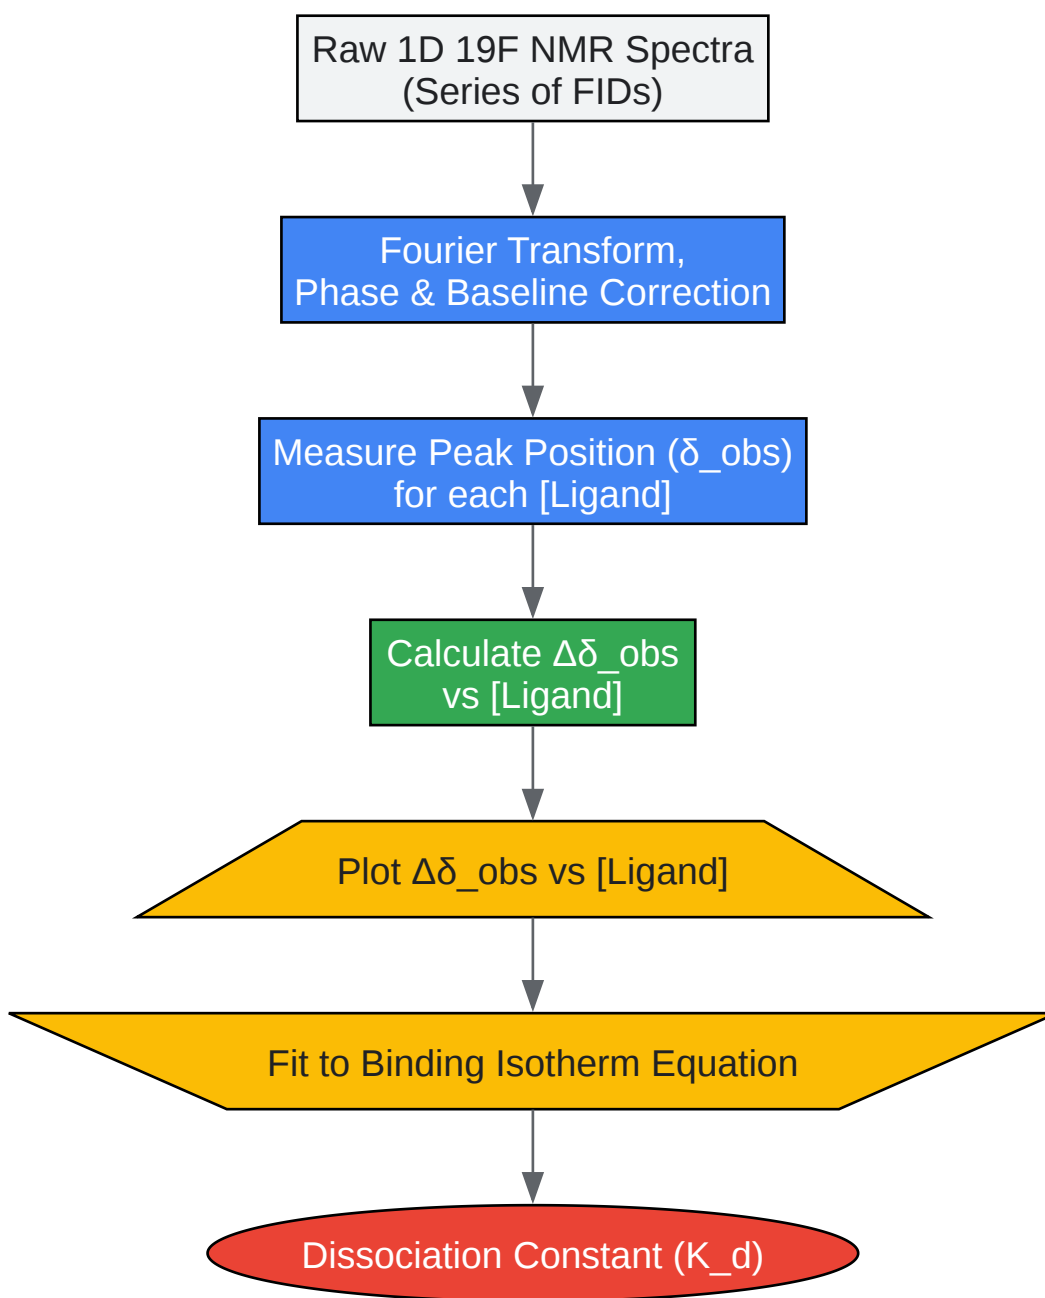 Raw 1D 19F NMR Spectra
(Series of FIDs)
Fourier Transform,
Phase & Baseline Correction
Measure Peak Position (δ_obs)
for each [Ligand]
Calculate Δδ_obs
vs [Ligand]
Plot Δδ_obs vs [Ligand]
Fit to Binding Isotherm Equation
Dissociation Constant (K_d)